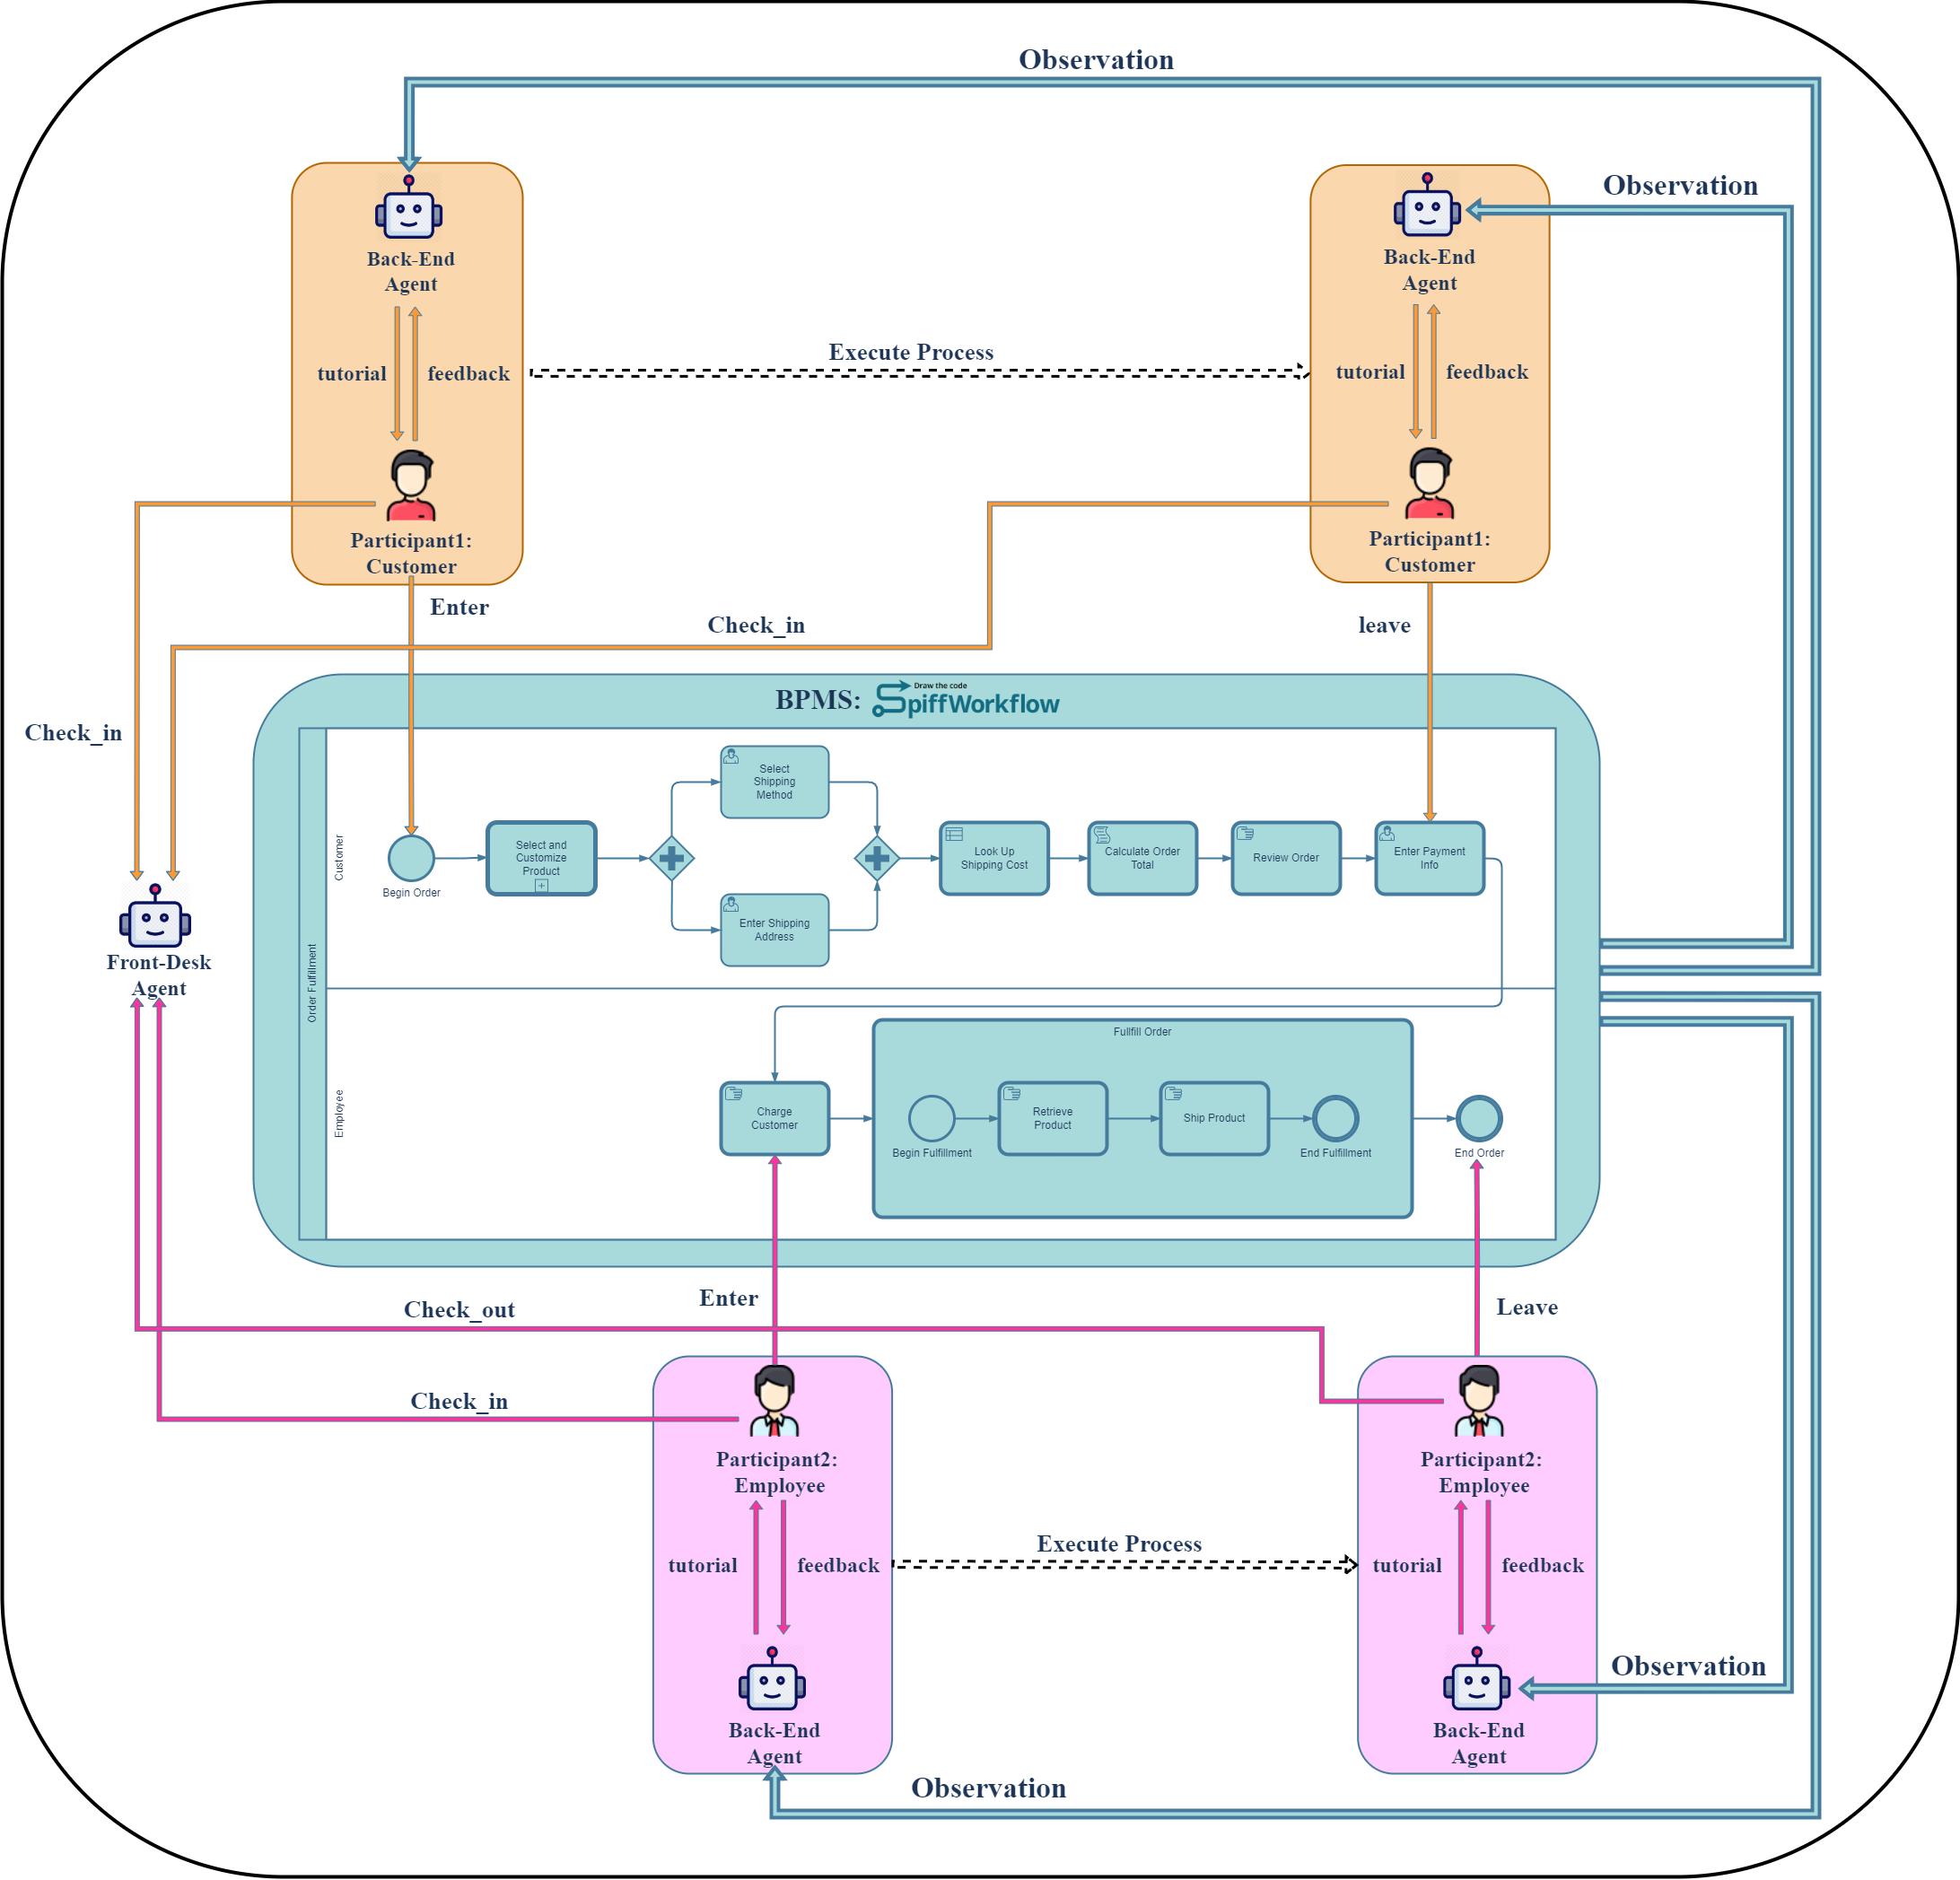 Observation
Observation
Back-End
Agent
Back-End
Agent
Execute Process
tutorial
feedback
tutorial
feedback
Participant1:
Customer
Participant1:
Customer
Enter
Check_in
leave
Check_in
BPMS:
Draw the code
SpiffWorkflow
Order Fulfillment
Customer
Begin Order
Select and
Customize
Product
Select
Shipping
Method
Enter Shipping
Address
Look Up
Shipping Cost
Calculate Order
Total
Review Order
Enter Payment
Info
Front-Desk
Agent
Employee
Charge
Customer
Fullfill Order
Begin Fulfillment
Retrieve
Product
Ship Product
End Fulfillment
End Order
Enter
Check_out
Leave
Check_in
Participant2:
Employee
Participant2:
Employee
Execute Process
tutorial
feedback
tutorial
feedback
Observation
Back-End
Agent
Back-End
Agent
Observation